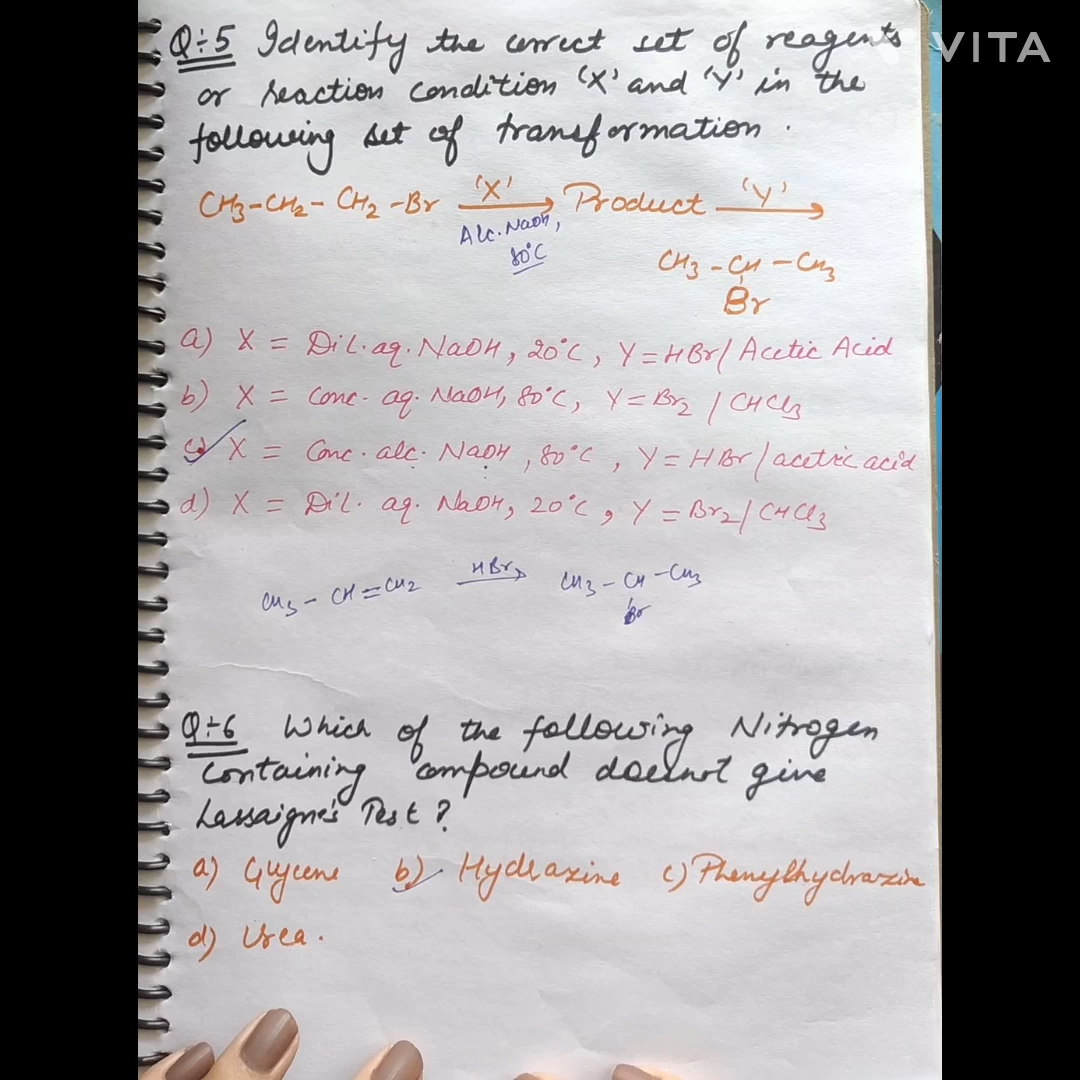 Q÷5 Identify the correct set of reagents
VITA
or reaction condition 'X' and 'Y' in the
following set of transformation.
CH3-CH2-CH2-Br 'X' Product 'Y'
Alc. NaOH,
80°C
CH3-CH-CH3
Br
a) X = Dil. aq. NaOH, 20°C, Y = HBr/Acetic Acid
b) X = Conc. aq. NaOH, 80°C, Y = Br2/CHCl3
c) X = Conc. alc. NaOH, 80°C, Y = HBr/acetic acid
d) X = Dil. aq. NaOH, 20°C, Y = Br2/CHCl3
CH3-CH=CH2 HBr CH3-CH-CH3
Br
Q÷6 Which of the following Nitrogen
containing compound doesnot give
Lassaigne's Test?
a) Glycene b) Hydrazine c) Phenylhydrazine
d) Urea.